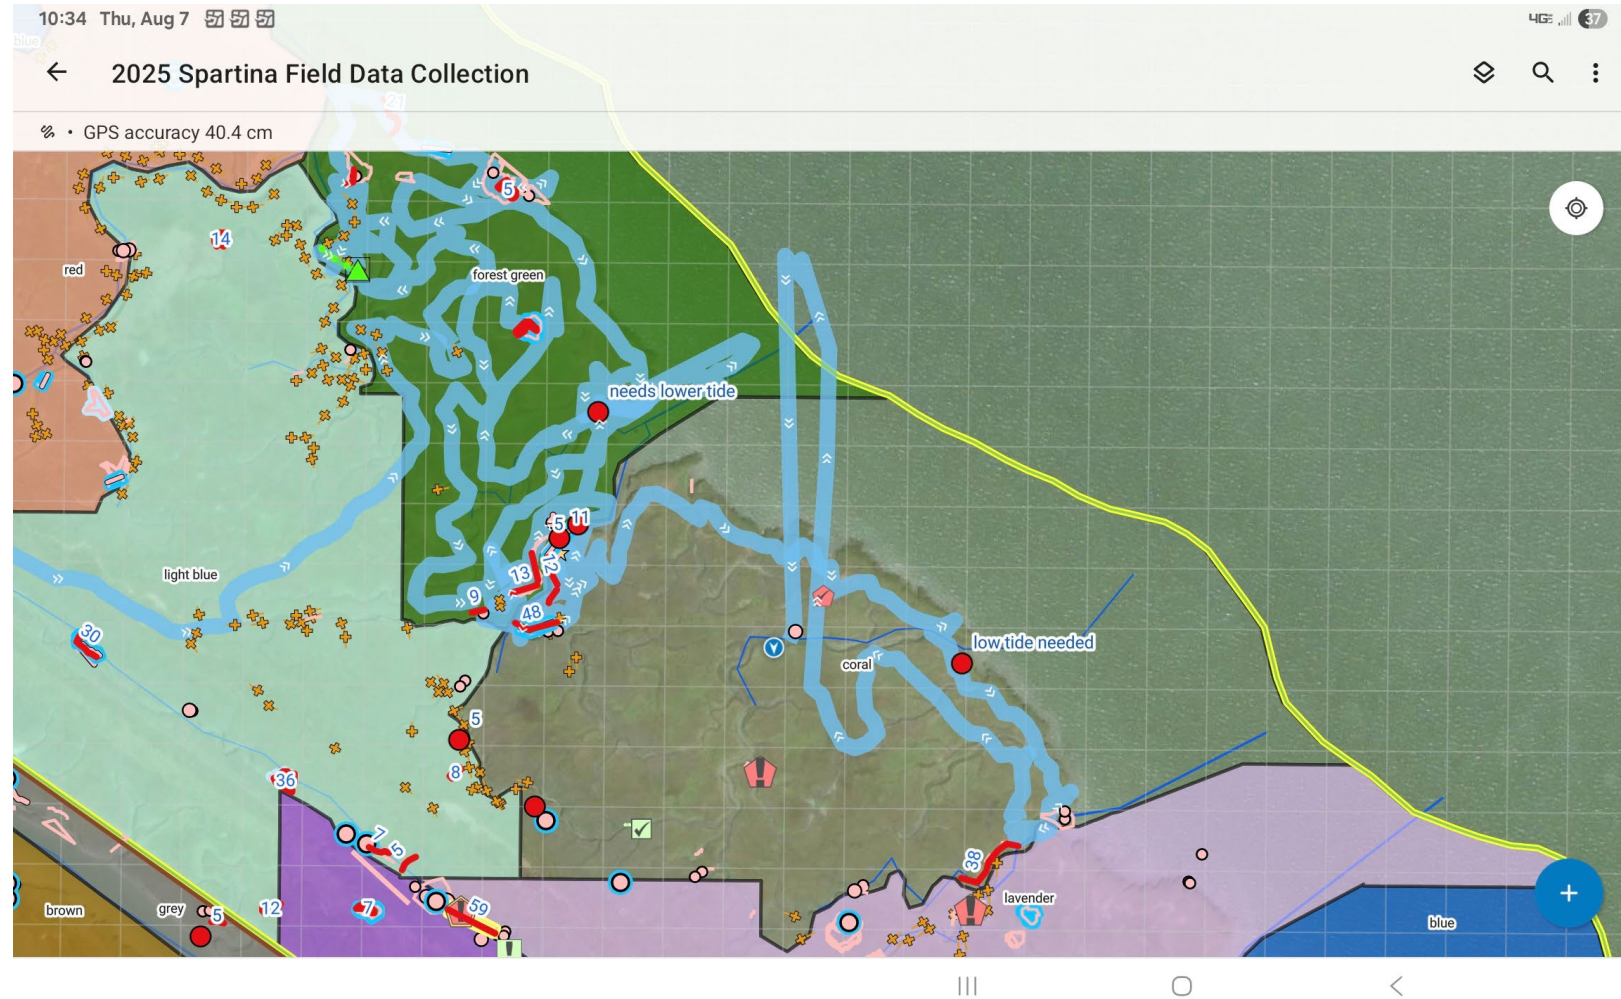 10:34 Thu, Aug 7
4G
37
blue
2025 Spartina Field Data Collection
GPS accuracy 40.4 cm
21
5
14
red
forest green
needs lower tide
5
11
13
12
light blue
9
48
30
low tide needed
coral
5
8
36
7
5
38
lavender
brown
grey
5
12
7
59
blue